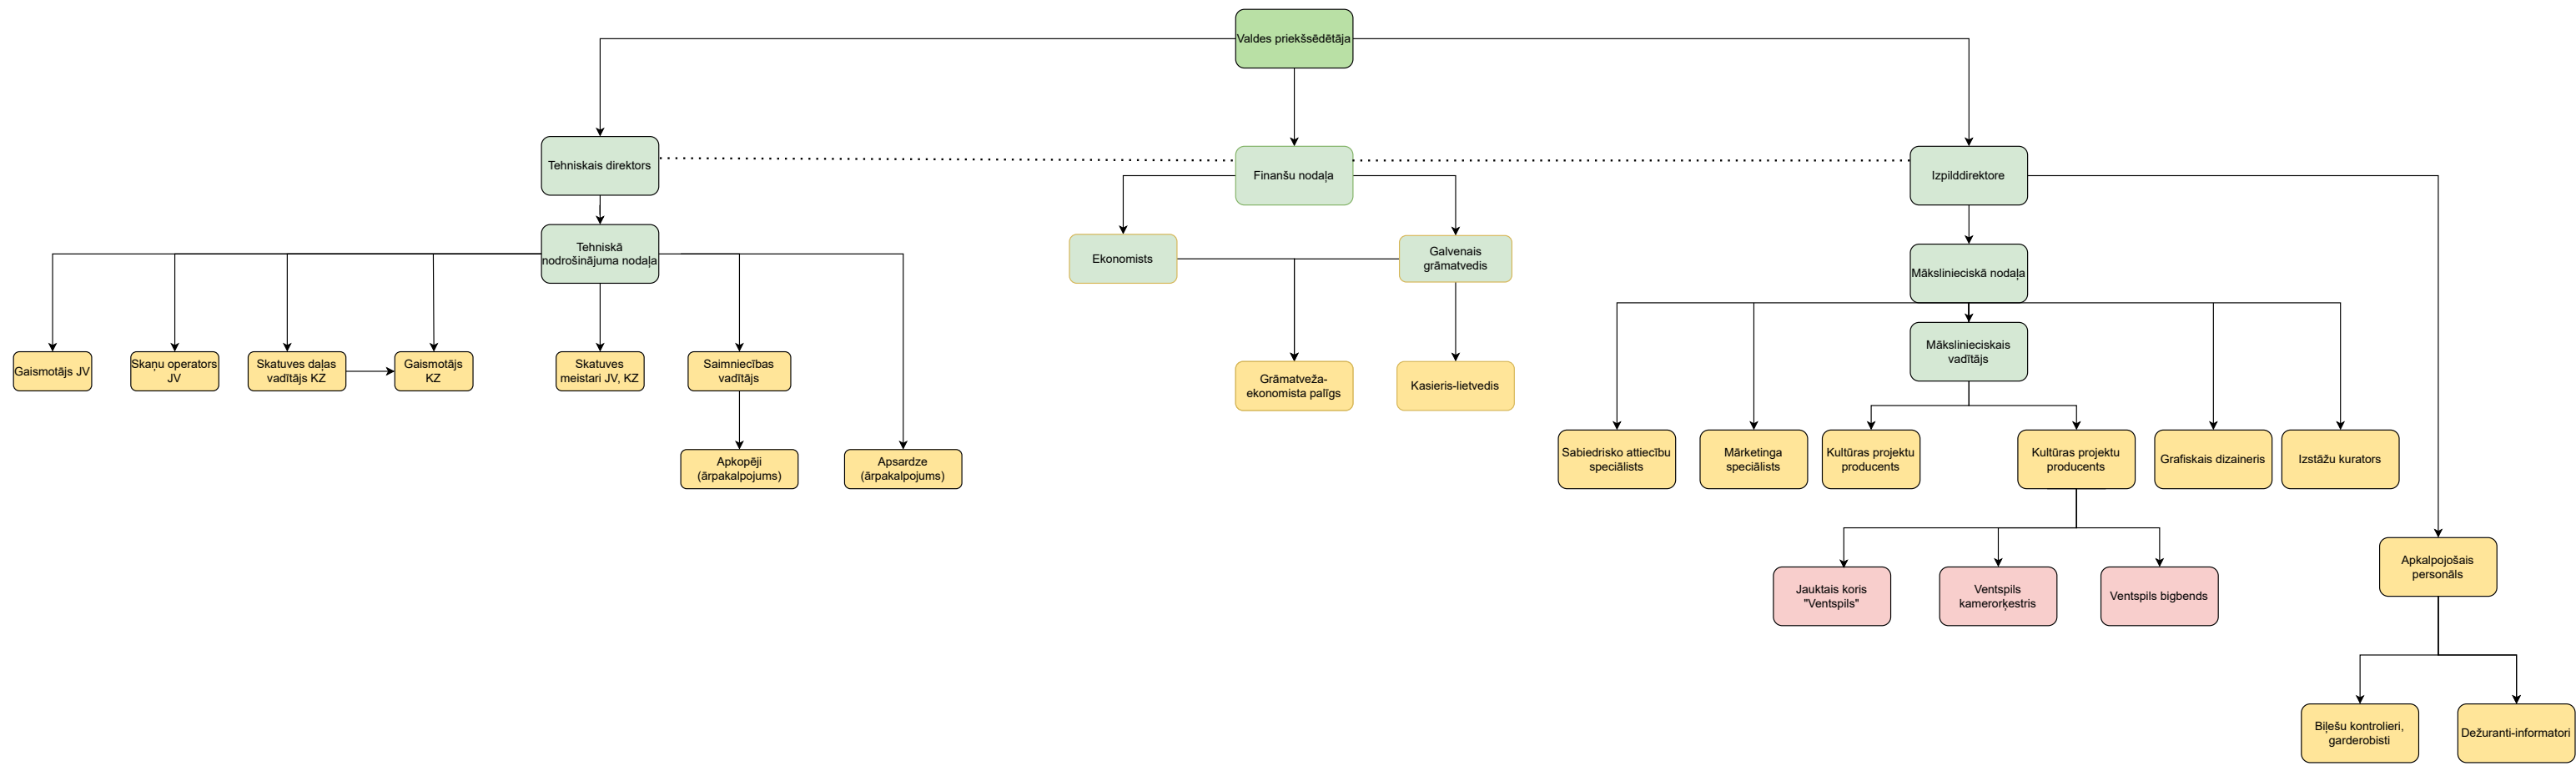 Valdes priekšsēdētāja
Tehniskais direktors
Finanšu nodaļa
Izpilddirektore
Tehniskā
nodrošinājuma nodaļa
Ekonomists
Galvenais
grāmatvedis
Mākslinieciskā nodaļa
Gaismotājs JV
Skaņu operators
JV
Skatuves daļas
vadītājs KZ
Gaismotājs
KZ
Skatuves
meistari JV, KZ
Saimniecības
vadītājs
Grāmatveža-
ekonomista palīgs
Kasieris-lietvedis
Mākslinieciskais
vadītājs
Apkopēji
(ārpakalpojums)
Apsardze
(ārpakalpojums)
Sabiedrisko attiecību
speciālists
Mārketinga
speciālists
Kultūras projektu
producents
Kultūras projektu
producents
Grafiskais dizaineris
Izstāžu kurators
Apkalpojošais
personāls
Jauktais koris
"Ventspils"
Ventspils
kamerorķestris
Ventspils bigbends
Biļešu kontrolieri,
garderobisti
Dežuranti-informatori